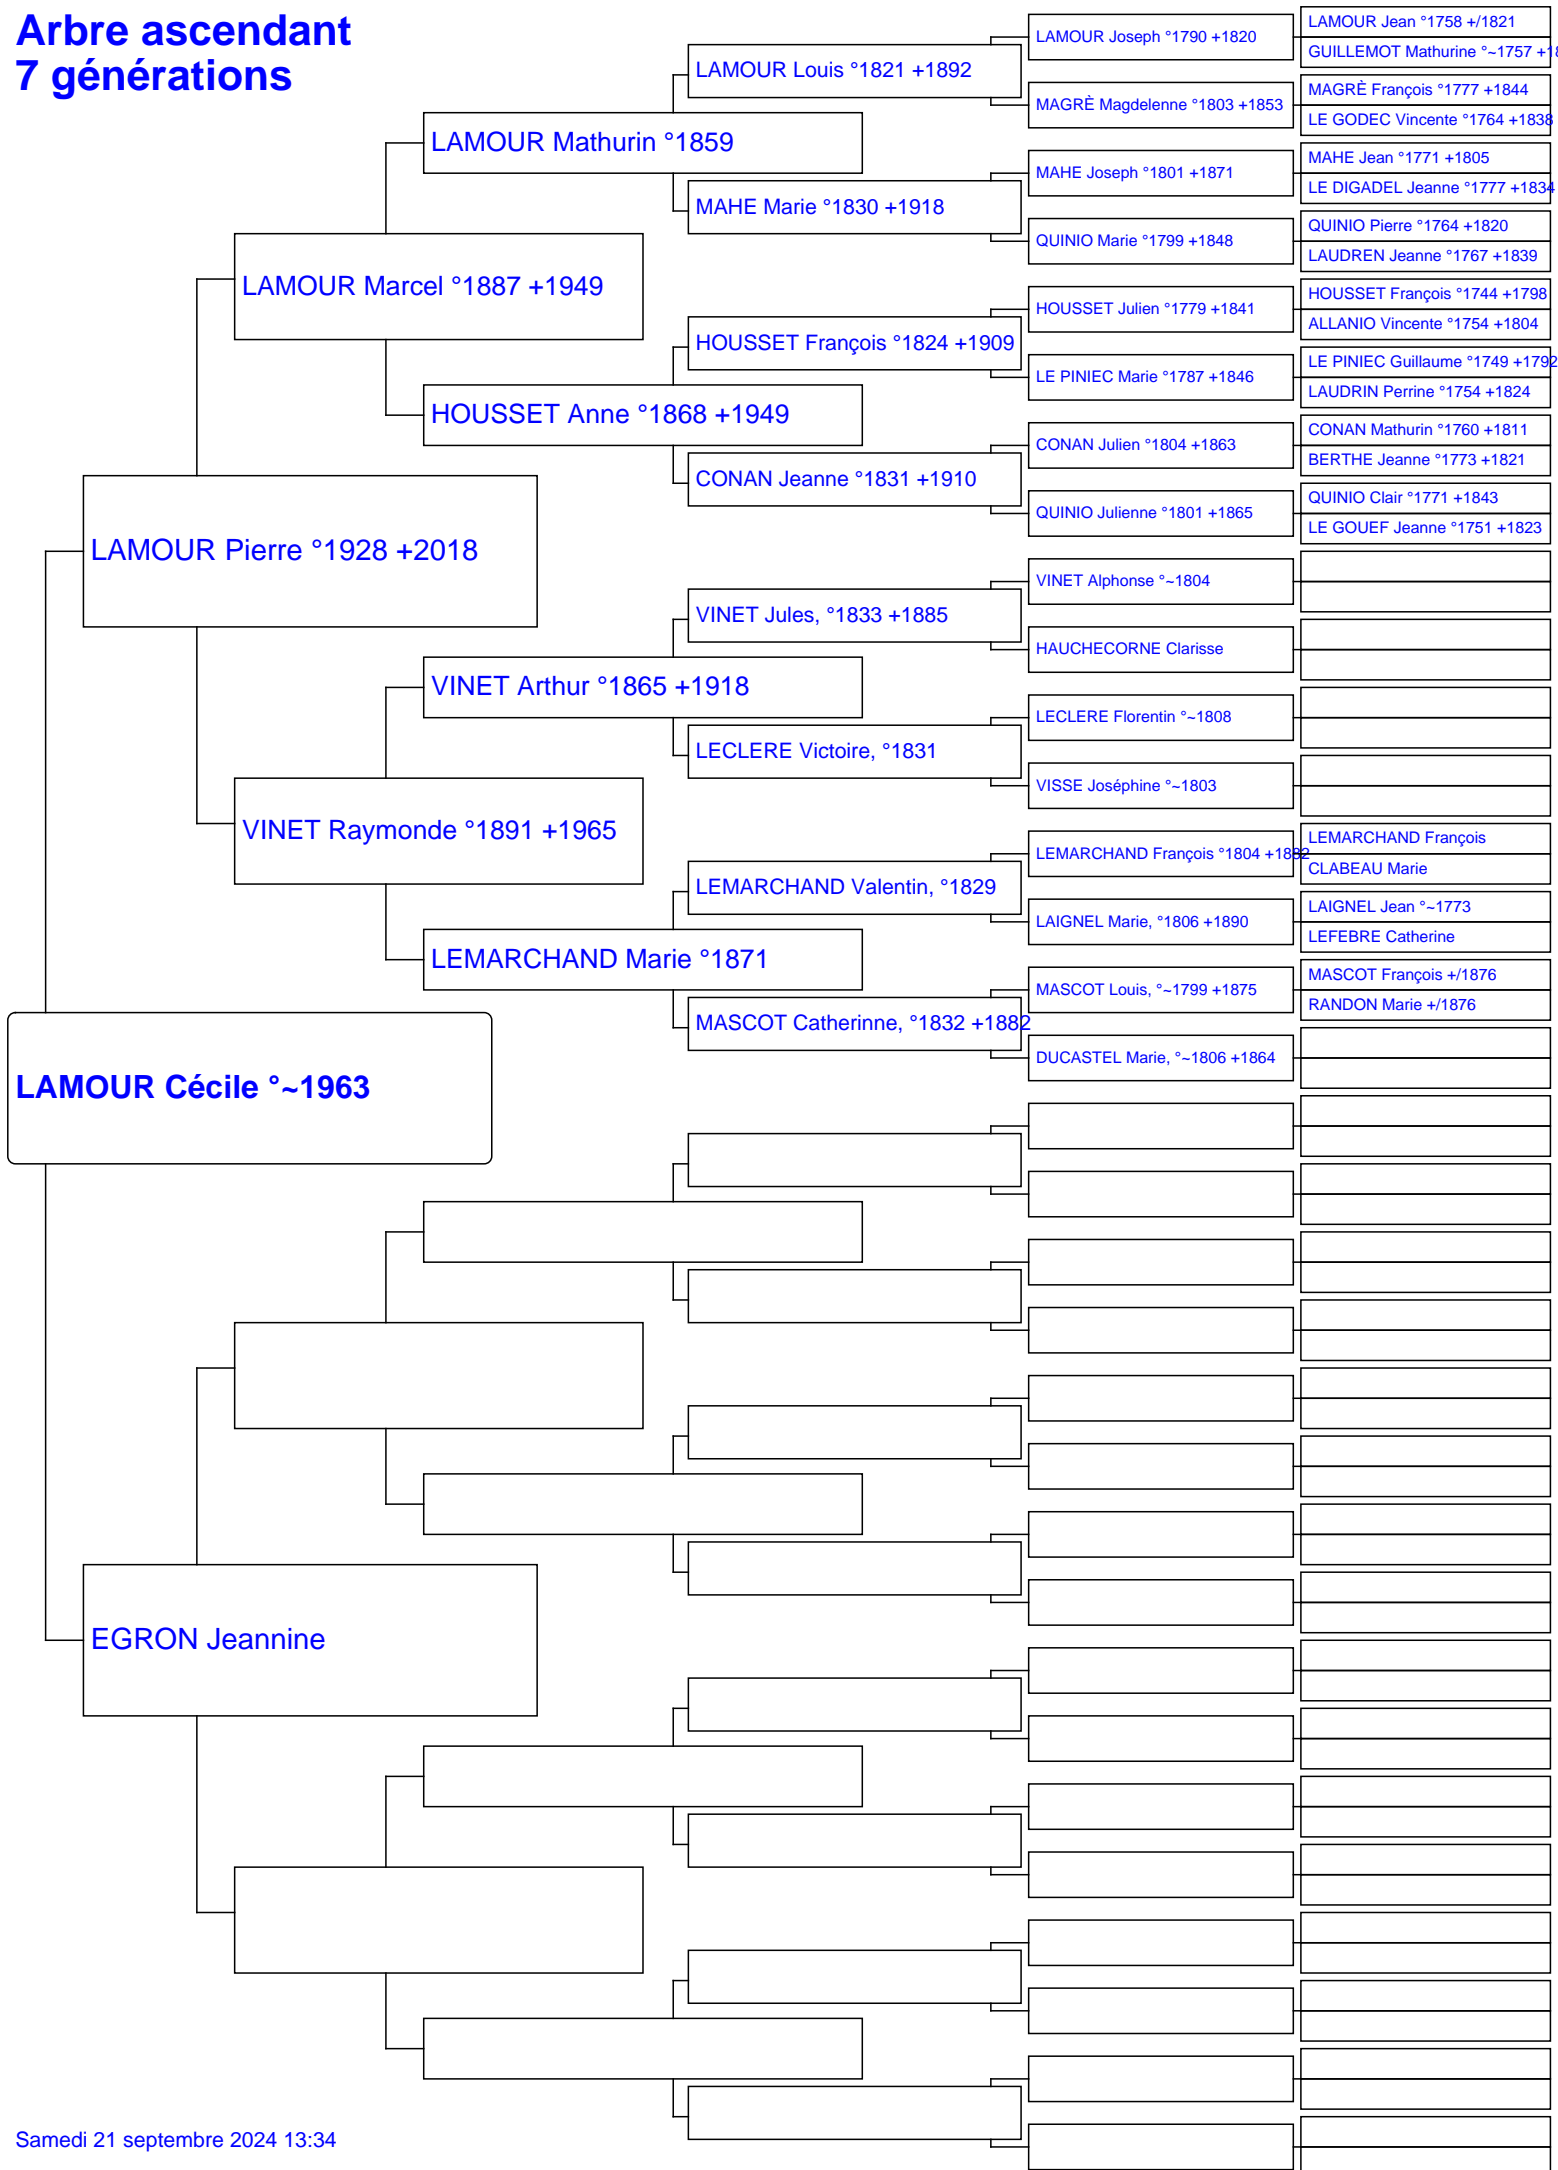 Arbre ascendant
7 générations
LAMOUR Cécile °~1963
LAMOUR Pierre °1928 +2018
EGRON Jeannine
LAMOUR Marcel °1887 +1949
VINET Raymonde °1891 +1965
LAMOUR Mathurin °1859
HOUSSET Anne °1868 +1949
VINET Arthur °1865 +1918
LEMARCHAND Marie °1871
LAMOUR Louis °1821 +1892
MAHE Marie °1830 +1918
HOUSSET François °1824 +1909
CONAN Jeanne °1831 +1910
VINET Jules, °1833 +1885
LECLERE Victoire, °1831
LEMARCHAND Valentin, °1829
MASCOT Catherinne, °1832 +1882
LAMOUR Joseph °1790 +1820
MAGRÈ Magdelenne °1803 +1853
MAHE Joseph °1801 +1871
QUINIO Marie °1799 +1848
HOUSSET Julien °1779 +1841
LE PINIEC Marie °1787 +1846
CONAN Julien °1804 +1863
QUINIO Julienne °1801 +1865
VINET Alphonse °~1804
HAUCHECORNE Clarisse
LECLERE Florentin °~1808
VISSE Joséphine °~1803
LEMARCHAND François °1804 +1882
LAIGNEL Marie, °1806 +1890
MASCOT Louis, °~1799 +1875
DUCASTEL Marie, °~1806 +1864
LAMOUR Jean °1758 +/1821
GUILLEMOT Mathurine °~1757
MAGRÈ François °1777 +1844
LE GODEC Vincente °1764 +1838
MAHE Jean °1771 +1805
LE DIGADEL Jeanne °1777 +1834
QUINIO Pierre °1764 +1820
LAUDREN Jeanne °1767 +1839
HOUSSET François °1744 +1798
ALLANIO Vincente °1754 +1804
LE PINIEC Guillaume °1749 +1792
LAUDRIN Perrine °1754 +1824
CONAN Mathurin °1760 +1811
BERTHE Jeanne °1773 +1821
QUINIO Clair °1771 +1843
LE GOUEF Jeanne °1751 +1823
LEMARCHAND François
CLABEAU Marie
LAIGNEL Jean °~1773
LEFEBRE Catherine
MASCOT François +/1876
RANDON Marie +/1876
Samedi 21 septembre 2024 13:34